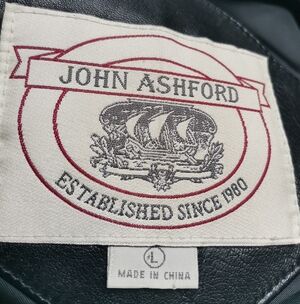 JOHN ASHFORD
ESTABLISHED SINCE 1980
L
MADE IN CHINA